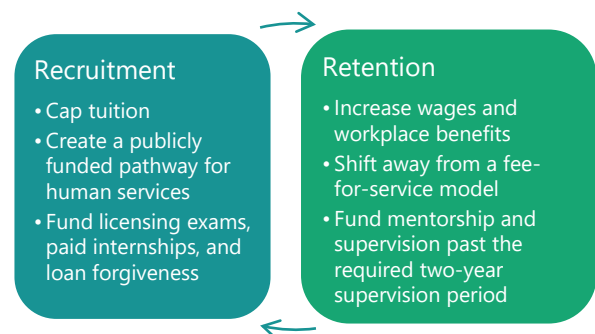 Recruitment
• Cap tuition
• Create a publicly
funded pathway for
human services
• Fund licensing exams,
paid internships, and
loan forgiveness
Retention
• Increase wages and
workplace benefits
• Shift away from a fee-
for-service model
• Fund mentorship and
supervision past the
required two-year
supervision period